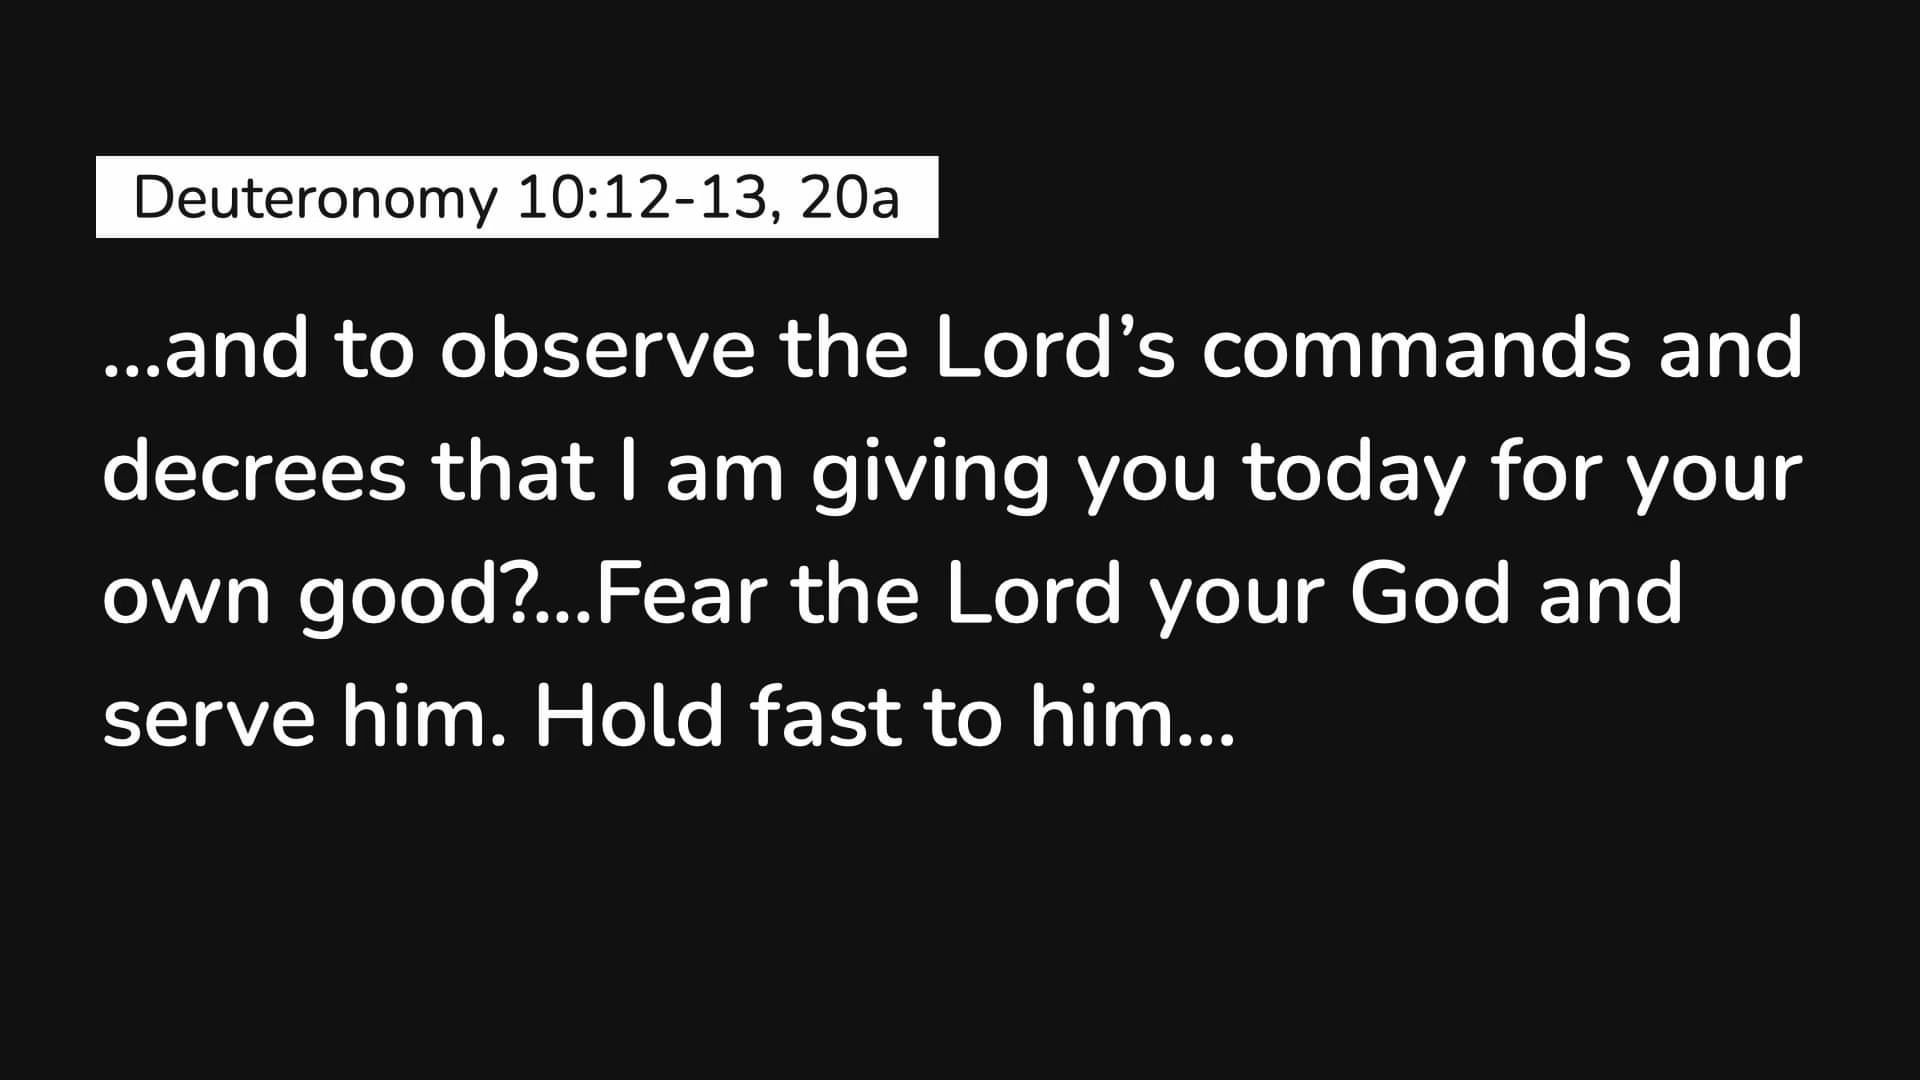 Deuteronomy 10:12-13, 20a
...and to observe the Lord’s commands and
decrees that I am giving you today for your
own good?...Fear the Lord your God and
serve him. Hold fast to him...